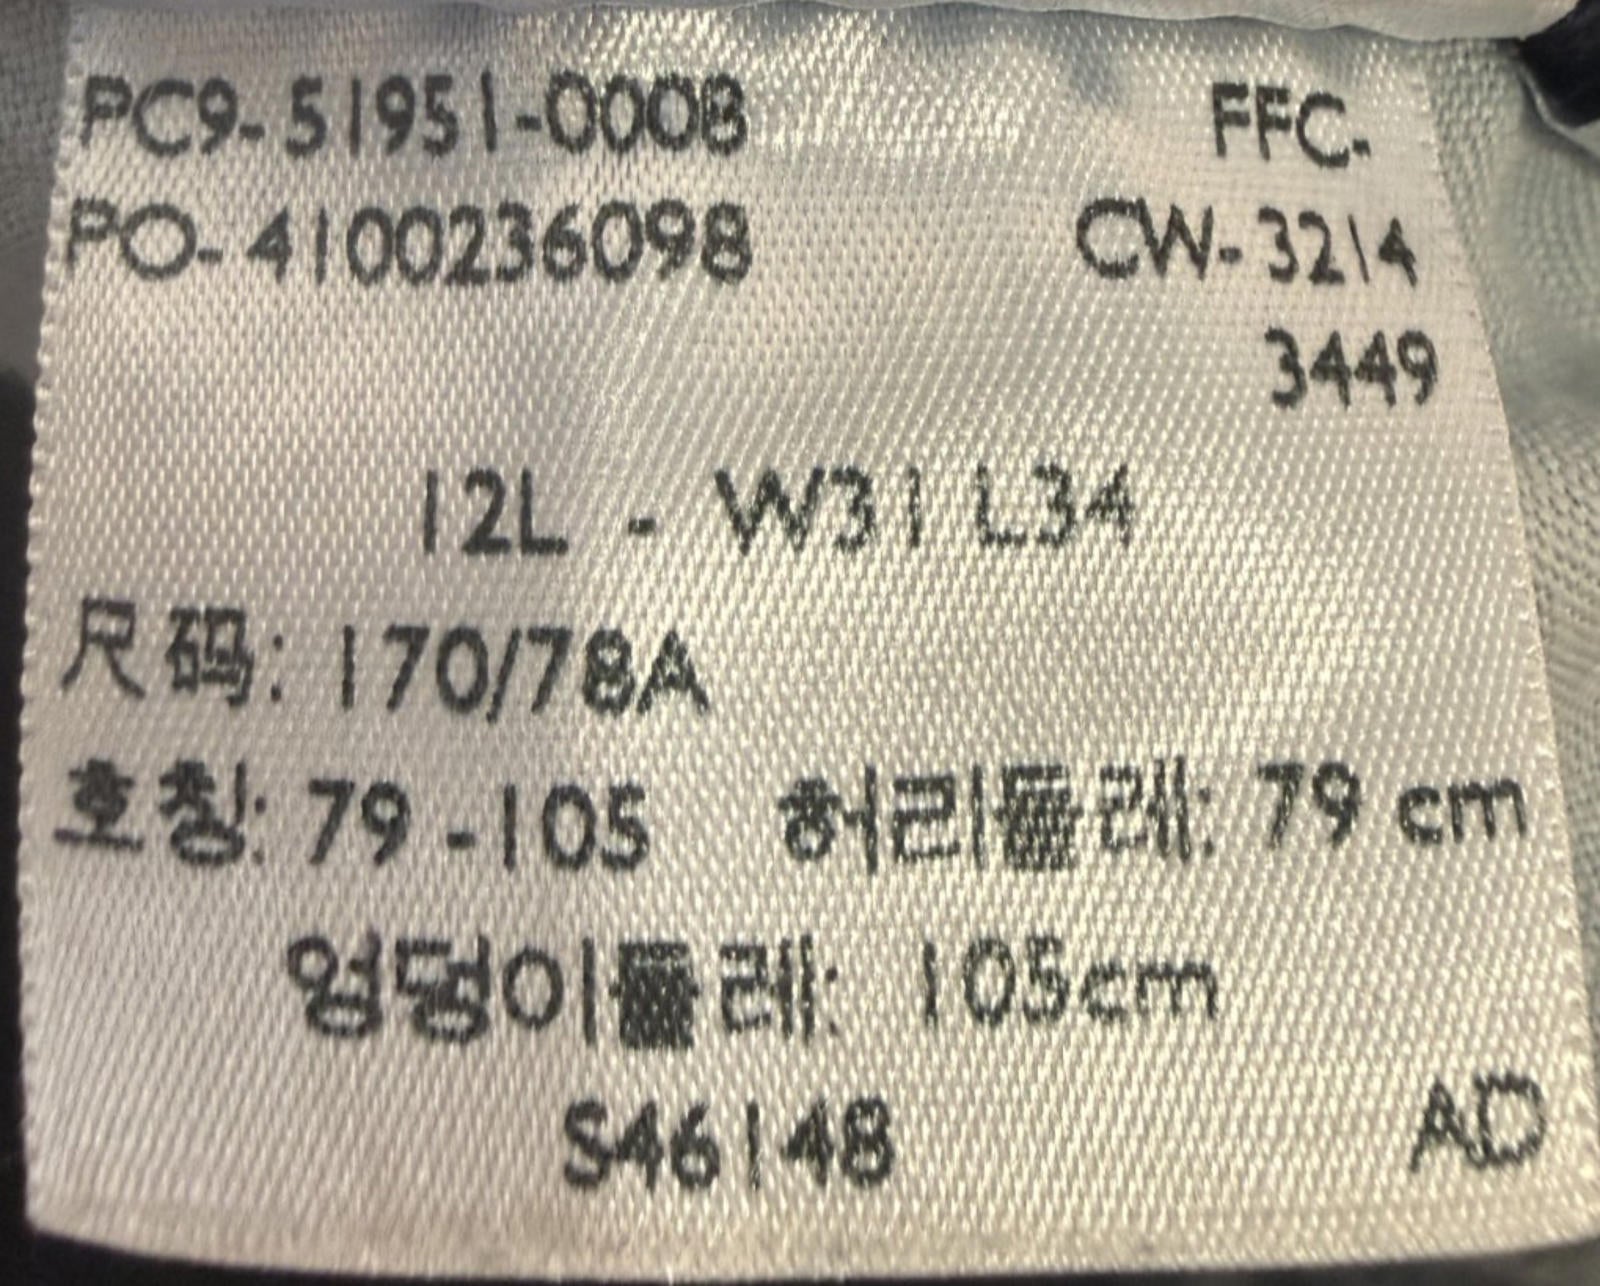 PC9-51951-0008 FFC-
PO-4100236098 CW-3214
3449
12L - W31 L34
尺码: 170/78A
호칭: 79-105 허리둘레: 79 cm
엉덩이둘레: 105cm
S46148 AD